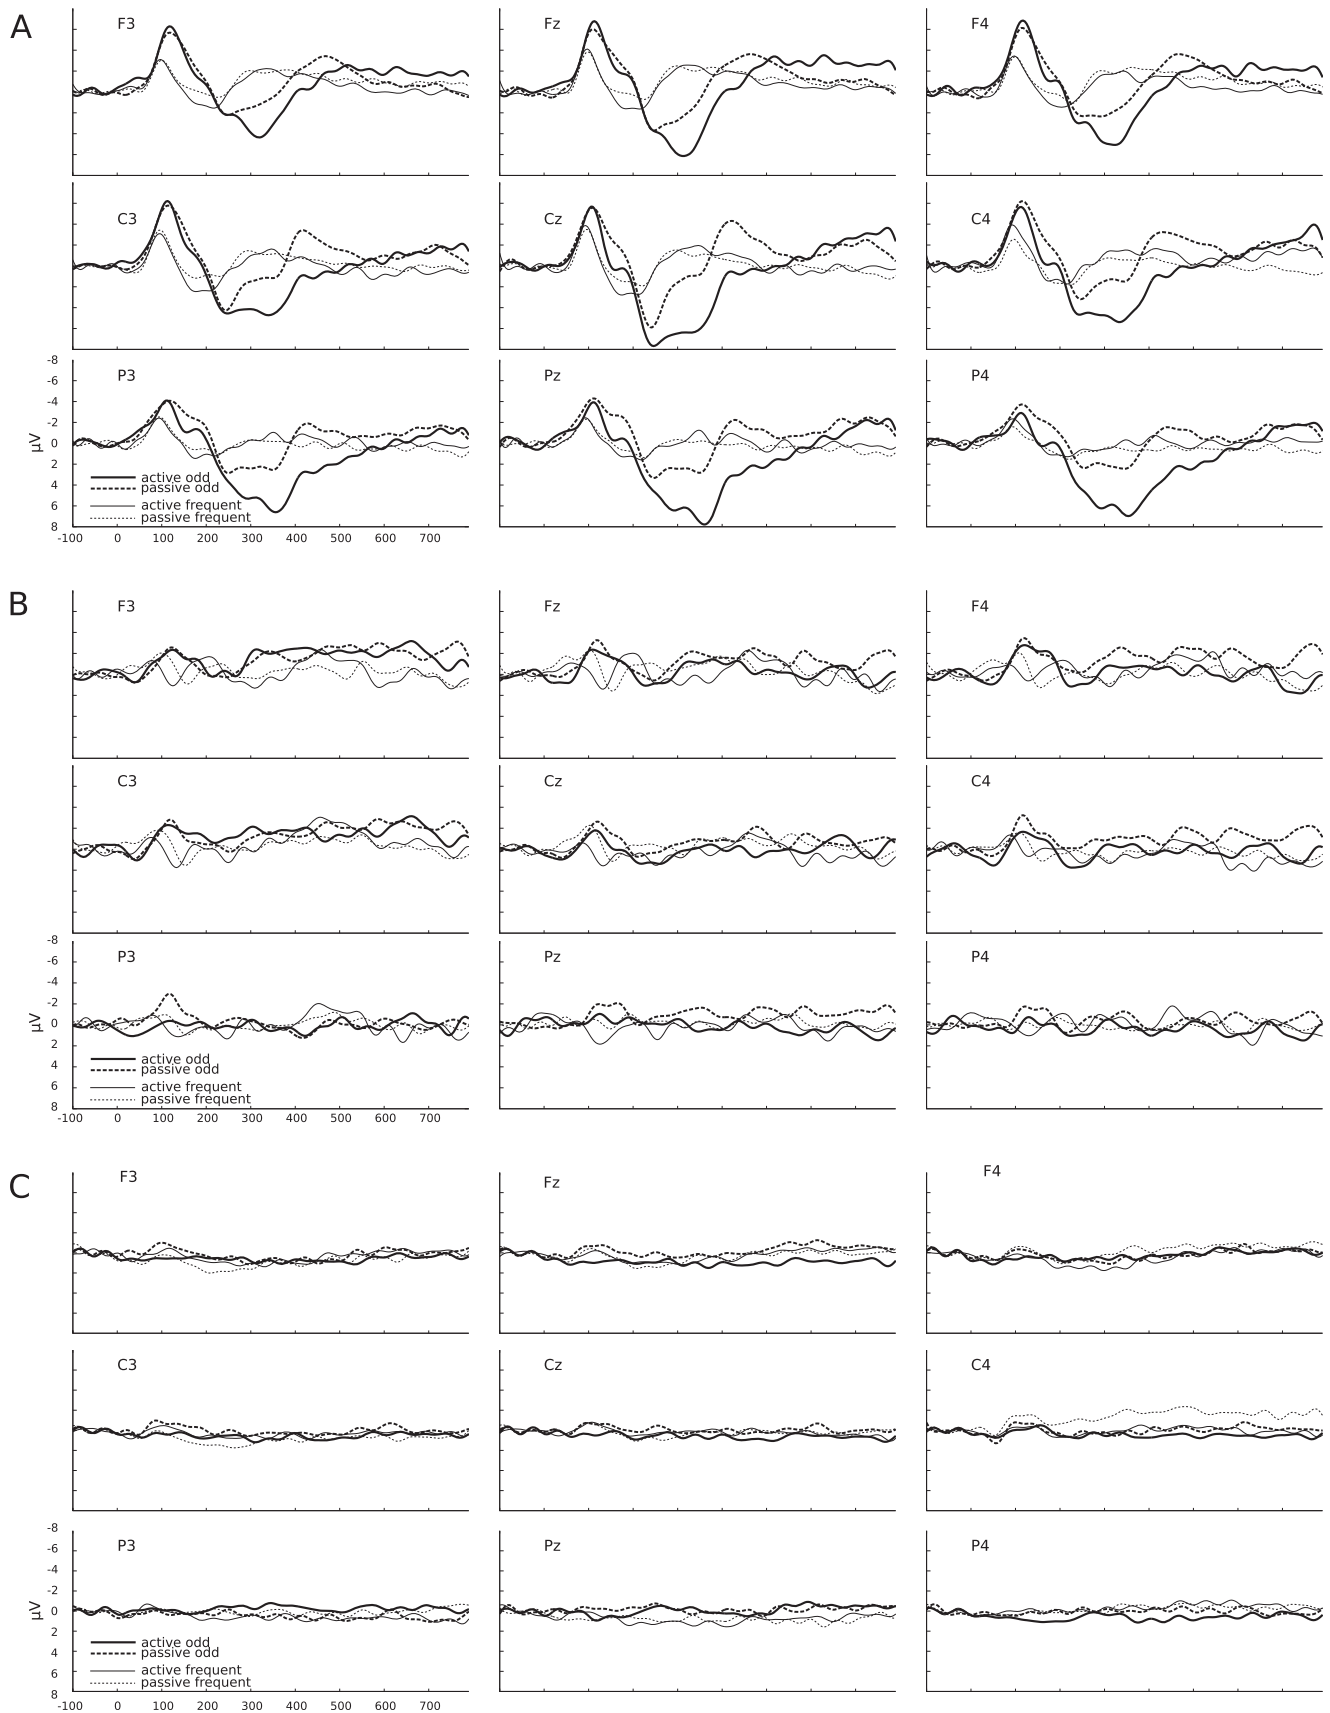 A
F3 Fz F4
C3 Cz C4
-8
P3 Pz P4
-6
-4
-2
0
µV
2
active odd
passive odd
4
active frequent
6
passive frequent
8
-100 0 100 200 300 400 500 600 700
B
F3 Fz F4
C3 Cz C4
-8
P3 Pz P4
-6
-4
-2
0
µV
2
active odd
4
passive odd
6
active frequent
passive frequent
8
-100 0 100 200 300 400 500 600 700
C
F3 Fz F4
C3 Cz C4
-8
P3 Pz P4
-6
-4
-2
0
µV
2
active odd
4
passive odd
active frequent
6
passive frequent
8
-100 0 100 200 300 400 500 600 700